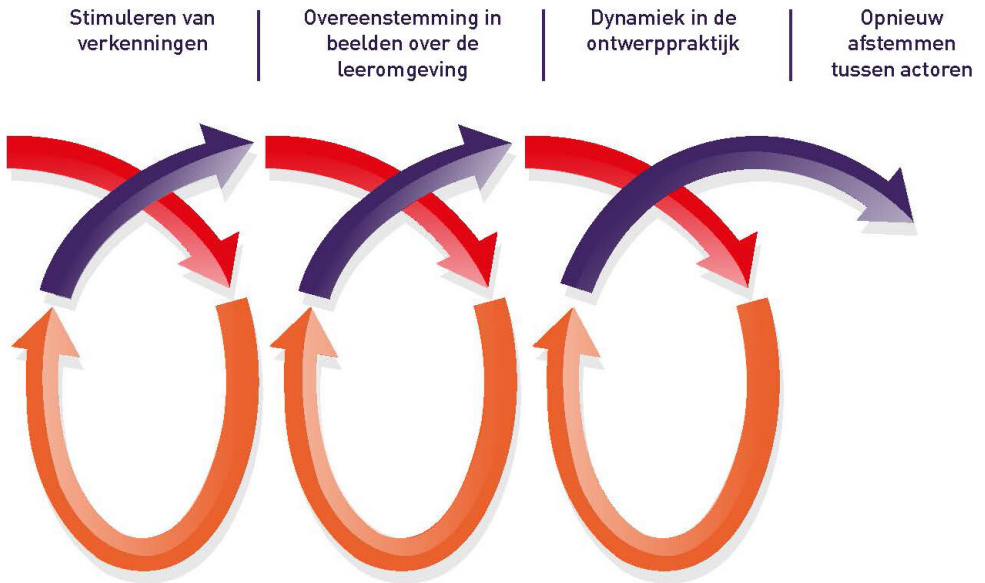 Stimuleren van
verkenningen
Overeenstemming in
beelden over de
leeromgeving
Dynamiek in de
ontwerppraktijk
Opnieuw
afstemmen
tussen actoren